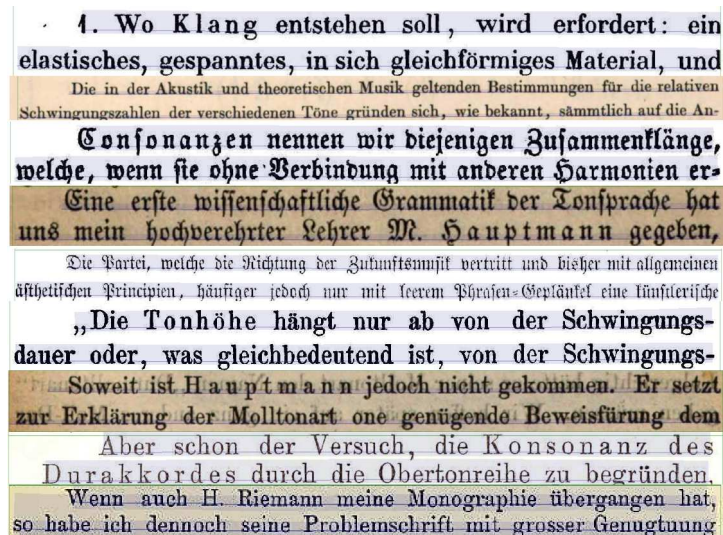 1. Wo Klang entstehen soll, wird erfordert: ein
elastisches, gespanntes, in sich gleichförmiges Material, und
Die in der Akustik und theoretischen Musik geltenden Bestimmungen für die relativen
Schwingungszahlen der verschiedenen Töne gründen sich, wie bekannt, sämmtlich auf die An-
Consonanzen nennen wir diejenigen Zusammenklänge,
welche, wenn sie ohne Verbindung mit anderen Harmonien er-
Eine erste wissenschaftliche Grammatik der Tonsprache hat
uns mein hochverehrter Lehrer M. Hauptmann gegeben,
Die Partei, welche die Richtung der Zukunftsmusik vertritt und bisher mit allgemeinen
ästhetischen Principien, häufiger jedoch nur mit leerem Phrasen-Geplänkel eine künstlerische
„Die Tonhöhe hängt nur ab von der Schwingungs-
dauer oder, was gleichbedeutend ist, von der Schwingungs-
Soweit ist Hauptmann jedoch nicht gekommen. Er setzt
zur Erklärung der Molltonart one genügende Beweisfürung dem
Aber schon der Versuch, die Konsonanz des
Durakkordes durch die Obertonreihe zu begründen,
Wenn auch H. Riemann meine Monographie übergangen hat,
so habe ich dennoch seine Problemschrift mit grosser Genugtuung